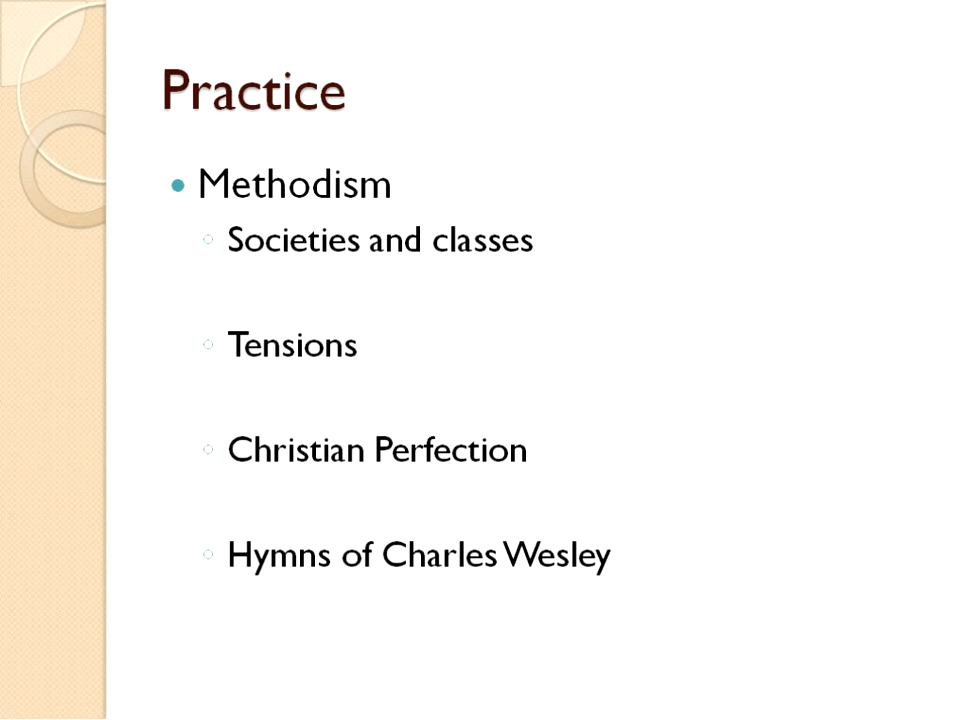 Practice
Methodism
Societies and classes
Tensions
Christian Perfection
Hymns of Charles Wesley